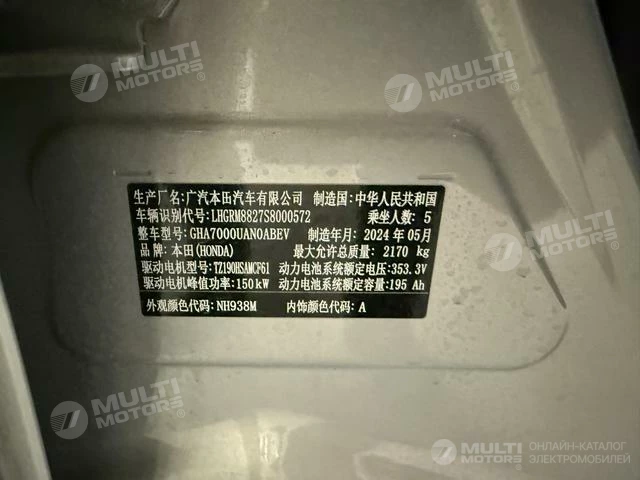 MULTI MOTORS
MULTI MOTORS
生产厂名:广汽本田汽车有限公司 制造国:中华人民共和国
车辆识别代号:LHGRM8827S8000572 乘坐人数:5
整车型号:GHA7000UAN0ABEV 制造年月:2024年05月
品牌:本田(HONDA) 最大允许总质量:2170 kg
驱动电机型号:TZ190HSAMCF61 动力电池系统额定电压:353.3V
驱动电机峰值功率:150kW 动力电池系统额定容量:195 Ah
外观颜色代码:NH938M 内饰颜色代码:A
MULTI MOTORS
MULTI MOTORS
MULTI MOTORS ОНЛАЙН-КАТАЛОГ ЭЛЕКТРОМОБИЛЕЙ